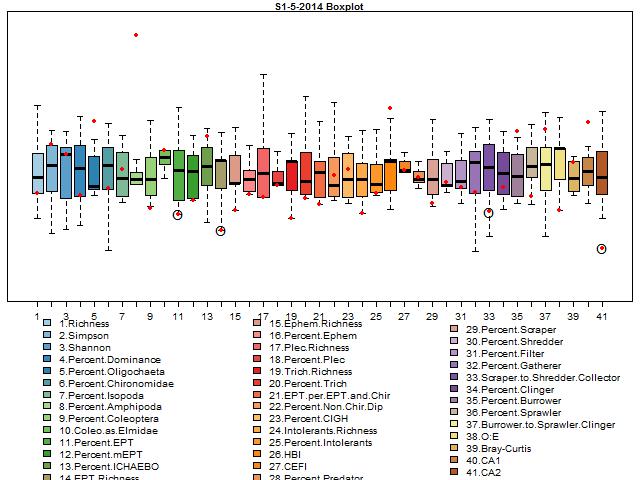 S1-5-2014 Boxplot
1 3 5 7 9 11 13 15 17 19 21 23 25 27 29 31 33 35 37 39 41
1.Richness
2.Simpson
3.Shannon
4.Percent.Dominance
5.Percent.Oligochaeta
6.Percent.Chironomidae
7.Percent.Isopoda
8.Percent.Amphipoda
9.Percent.Coleoptera
10.Coleo.as.Elmidae
11.Percent.EPT
12.Percent.mEPT
13.Percent.ICHAEBO
14.EPT.Richness
15.Ephem.Richness
16.Percent.Ephem
17.Plec.Richness
18.Percent.Plec
19.Trich.Richness
20.Percent.Trich
21.EPT.per.EPT.and.Chir
22.Percent.Non.Chir.Dip
23.Percent.CIGH
24.Intolerants.Richness
25.Percent.Intolerants
26.HBI
27.CEFI
28.Percent.Predator
29.Percent.Scraper
30.Percent.Shredder
31.Percent.Filter
32.Percent.Gatherer
33.Scraper.to.Shredder.Collector
34.Percent.Clinger
35.Percent.Burrower
36.Percent.Sprawler
37.Burrower.to.Sprawler.Clinger
38.O:E
39.Bray-Curtis
40.CA1
41.CA2